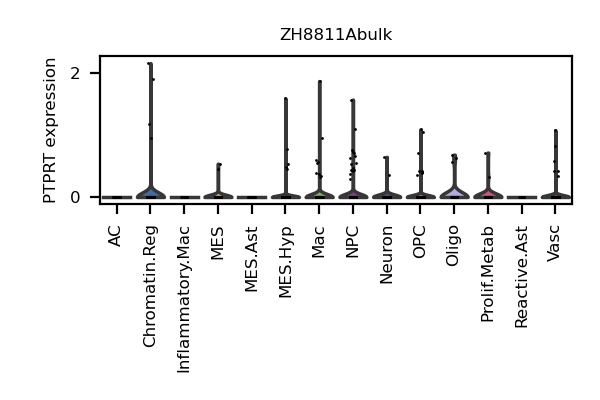 ZH8811Abulk
PTPRT expression
2
0
AC
Chromatin.Reg
Inflammatory.Mac
MES
MES.Ast
MES.Hyp
Mac
NPC
Neuron
OPC
Oligo
Prolif.Metab
Reactive.Ast
Vasc